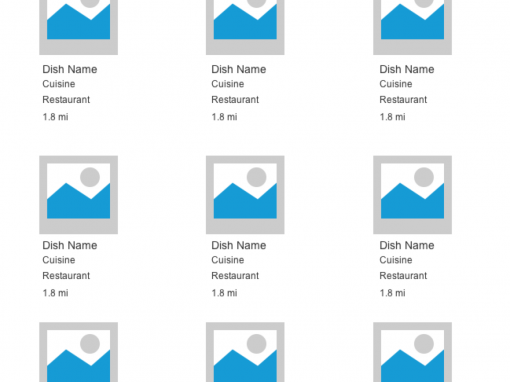 Dish Name Dish Name Dish Name
Cuisine Cuisine Cuisine
Restaurant Restaurant Restaurant
1.8 mi 1.8 mi 1.8 mi
Dish Name Dish Name Dish Name
Cuisine Cuisine Cuisine
Restaurant Restaurant Restaurant
1.8 mi 1.8 mi 1.8 mi